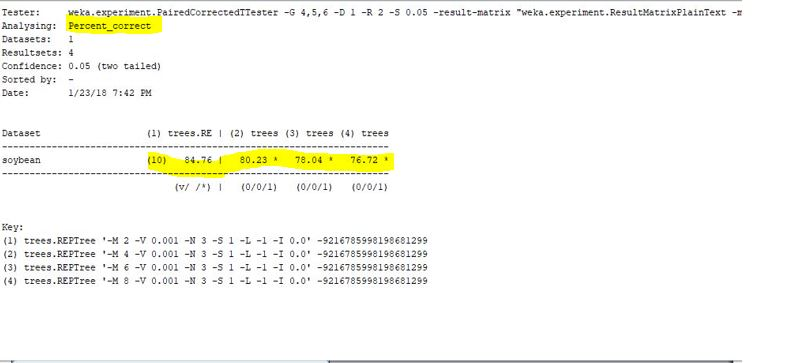 Tester: weka.experiment.PairedCorrectedTTester -G 4,5,6 -D 1 -R 2 -S 0.05 -result-matrix "weka.experiment.ResultMatrixPlainText -m
Analysing: Percent_correct
Datasets: 1
Resultsets: 4
Confidence: 0.05 (two tailed)
Sorted by: -
Date: 1/23/18 7:42 PM
Dataset (1) trees.RE | (2) trees (3) trees (4) trees
--------------------------------------------------------------
soybean (10) 84.76 | 80.23 * 78.04 * 76.72 *
--------------------------------------------------------------
(v/ /*) | (0/0/1) (0/0/1) (0/0/1)
Key:
(1) trees.REPTree '-M 2 -V 0.001 -N 3 -S 1 -L -1 -I 0.0' -9216785998198681299
(2) trees.REPTree '-M 4 -V 0.001 -N 3 -S 1 -L -1 -I 0.0' -9216785998198681299
(3) trees.REPTree '-M 6 -V 0.001 -N 3 -S 1 -L -1 -I 0.0' -9216785998198681299
(4) trees.REPTree '-M 8 -V 0.001 -N 3 -S 1 -L -1 -I 0.0' -9216785998198681299